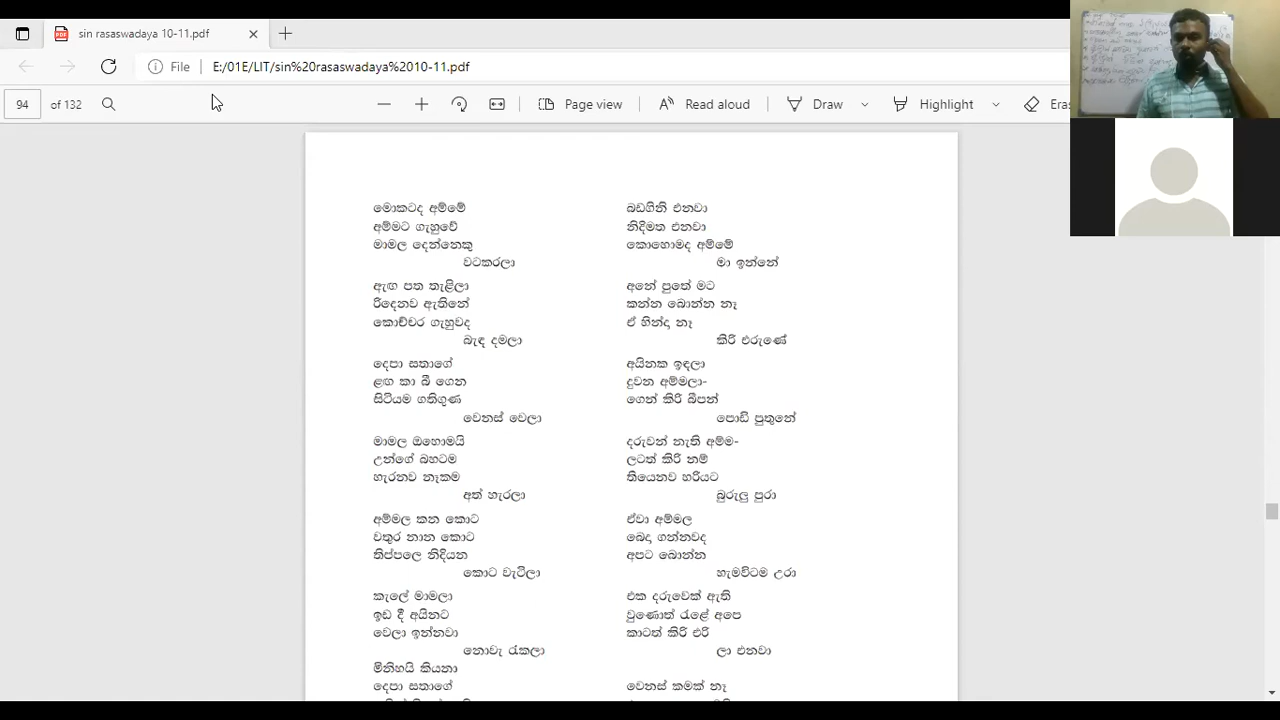 sin rasaswadaya 10-11.pdf
File
E:/01E/LIT/sin%20rasaswadaya%2010-11.pdf
94 of 132
Page view
Read aloud
Draw
Highlight
Eras
මොකටද අම්මේ
අම්මට ගැහුවේ
මාමල දෙන්නෙකු
වටකරලා
ඇඟ පත තැළිලා
රිදෙනව ඇතිනේ
කොච්චර ගැහුවද
බැඳ දමලා
දෙපා සතාගේ
ළඟ කා බී ගෙන
සිටියම ගතිගුණ
වෙනස් වෙලා
මාමල ඔහොමයි
උන්ගේ බහටම
හැරනව නෑකම
අත් හැරලා
අම්මල කන කොට
වතුර නාන කොට
තිප්පලෙ නිදියන
කොට වැටිලා
කැලේ මාමලා
ඉඩ දී අයිනට
වෙලා ඉන්නවා
නොවැ රැකලා
මිනිහයි කියනා
දෙපා සතාගේ
බඩගිනි එනවා
නිදිමත එනවා
කොහොමද අම්මේ
මා ඉන්නේ
අනේ පුතේ මට
කන්න බොන්න නෑ
ඒ හින්දා නෑ
කිරි එරුණේ
අයිනක ඉඳලා
දුවන අම්මලා-
ගෙන් කිරි බීපන්
පොඩි පුතුනේ
දරුවන් නැති අම්ම-
ලටත් කිරි නම්
තියෙනව හරියට
බුරුලු පුරා
ඒවා අම්මල
බෙදා ගන්නවද
අපට බොන්න
හැමවිටම උරා
එක දරුවෙක් ඇති
වුණොත් රැළේ අපෙ
කාටත් කිරි එරි
ලා එනවා
වෙනස් කමක් නෑ